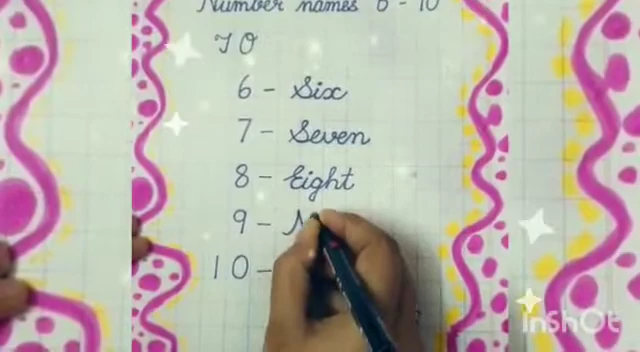 Number names 6 - 10
T O
6 - Six
7 - Seven
8 - Eight
9 - N
10 -
InShOt